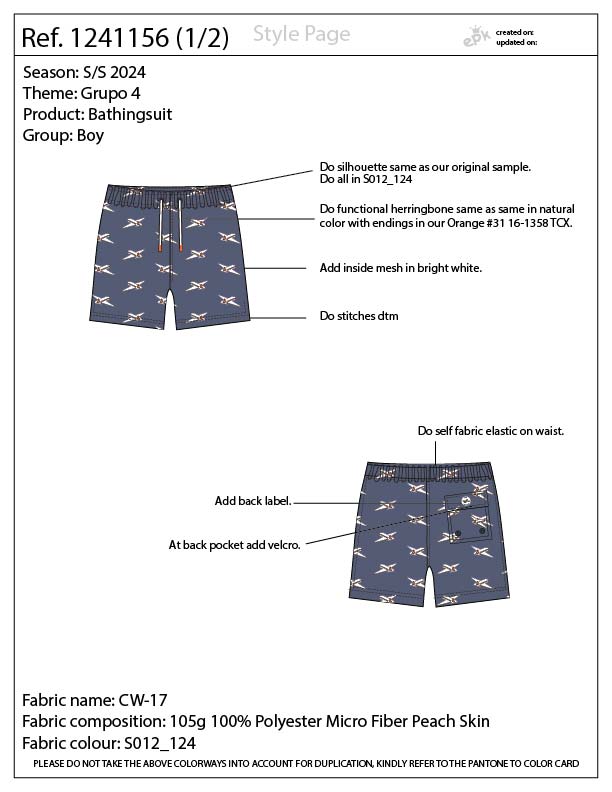 Ref. 1241156 (1/2)
Style Page
epk
created on:
updated on:
Season: S/S 2024
Theme: Grupo 4
Product: Bathingsuit
Group: Boy
Do silhouette same as our original sample.
Do all in S012_124
Do functional herringbone same as same in natural
color with endings in our Orange #31 16-1358 TCX.
Add inside mesh in bright white.
Do stitches dtm
Do self fabric elastic on waist.
Add back label.
At back pocket add velcro.
Fabric name: CW-17
Fabric composition: 105g 100% Polyester Micro Fiber Peach Skin
Fabric colour: S012_124
PLEASE DO NOT TAKE THE ABOVE COLORWAYS INTO ACCOUNT FOR DUPLICATION, KINDLY REFER TO THE PANTONE TO COLOR CARD